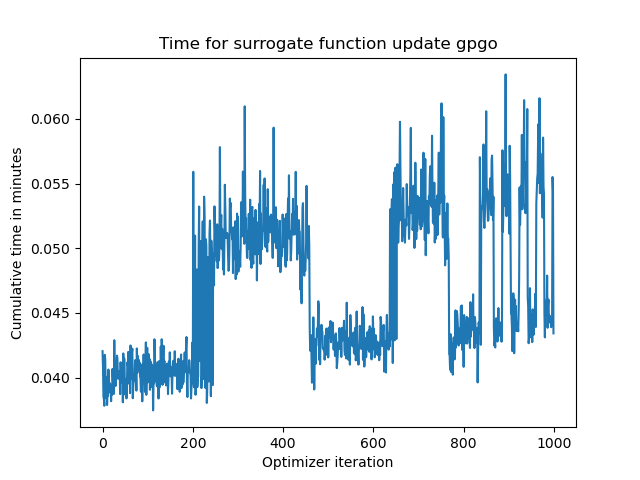 Time for surrogate function update gpgo
0.060
0.055
0.050
0.045
0.040
Cumulative time in minutes
0 200 400 600 800 1000
Optimizer iteration